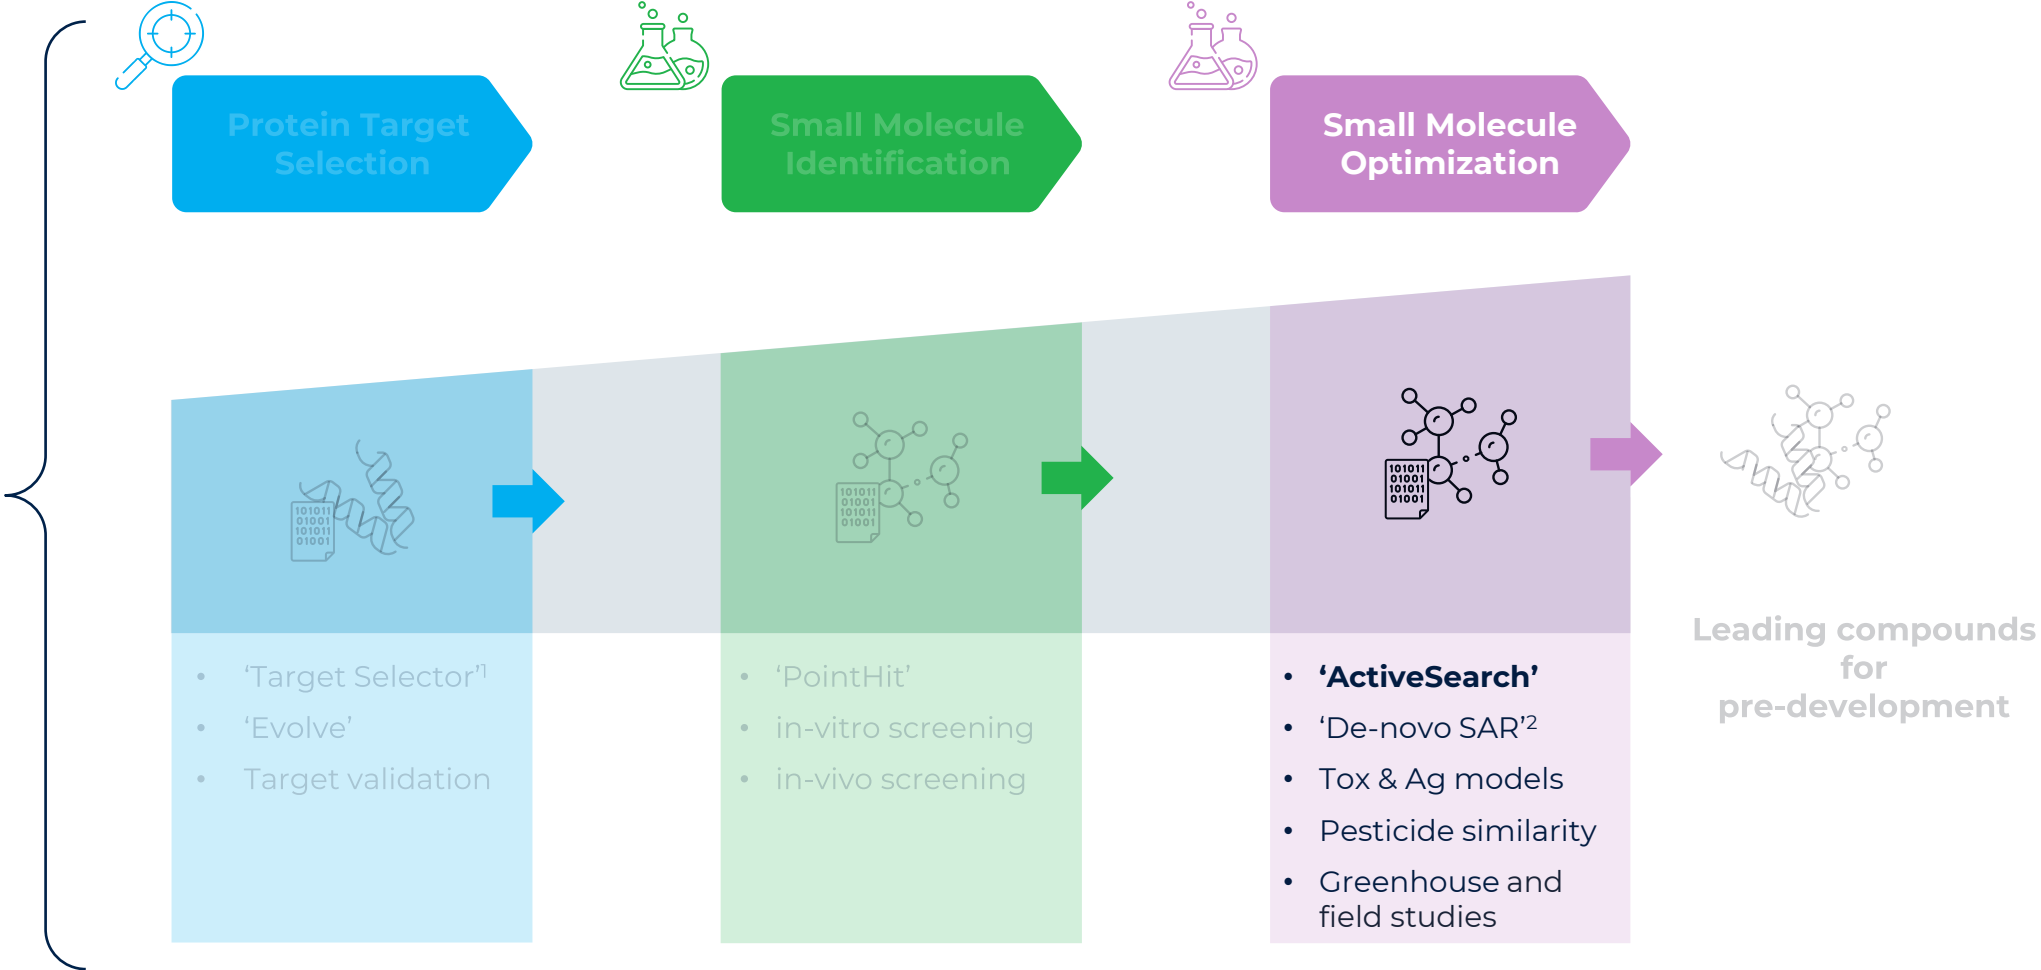 Protein Target
Selection
Small Molecule
Identification
Small Molecule
Optimization
101011
01001
101011
01001
101011
01001
101011
01001
101011
01001
101011
01001
• ‘Target Selector’¹
• ‘Evolve’
• Target validation
• ‘PointHit’
• in-vitro screening
• in-vivo screening
• ‘ActiveSearch’
• ‘De-novo SAR’²
• Tox & Ag models
• Pesticide similarity
• Greenhouse and
field studies
Leading compounds
for
pre-development